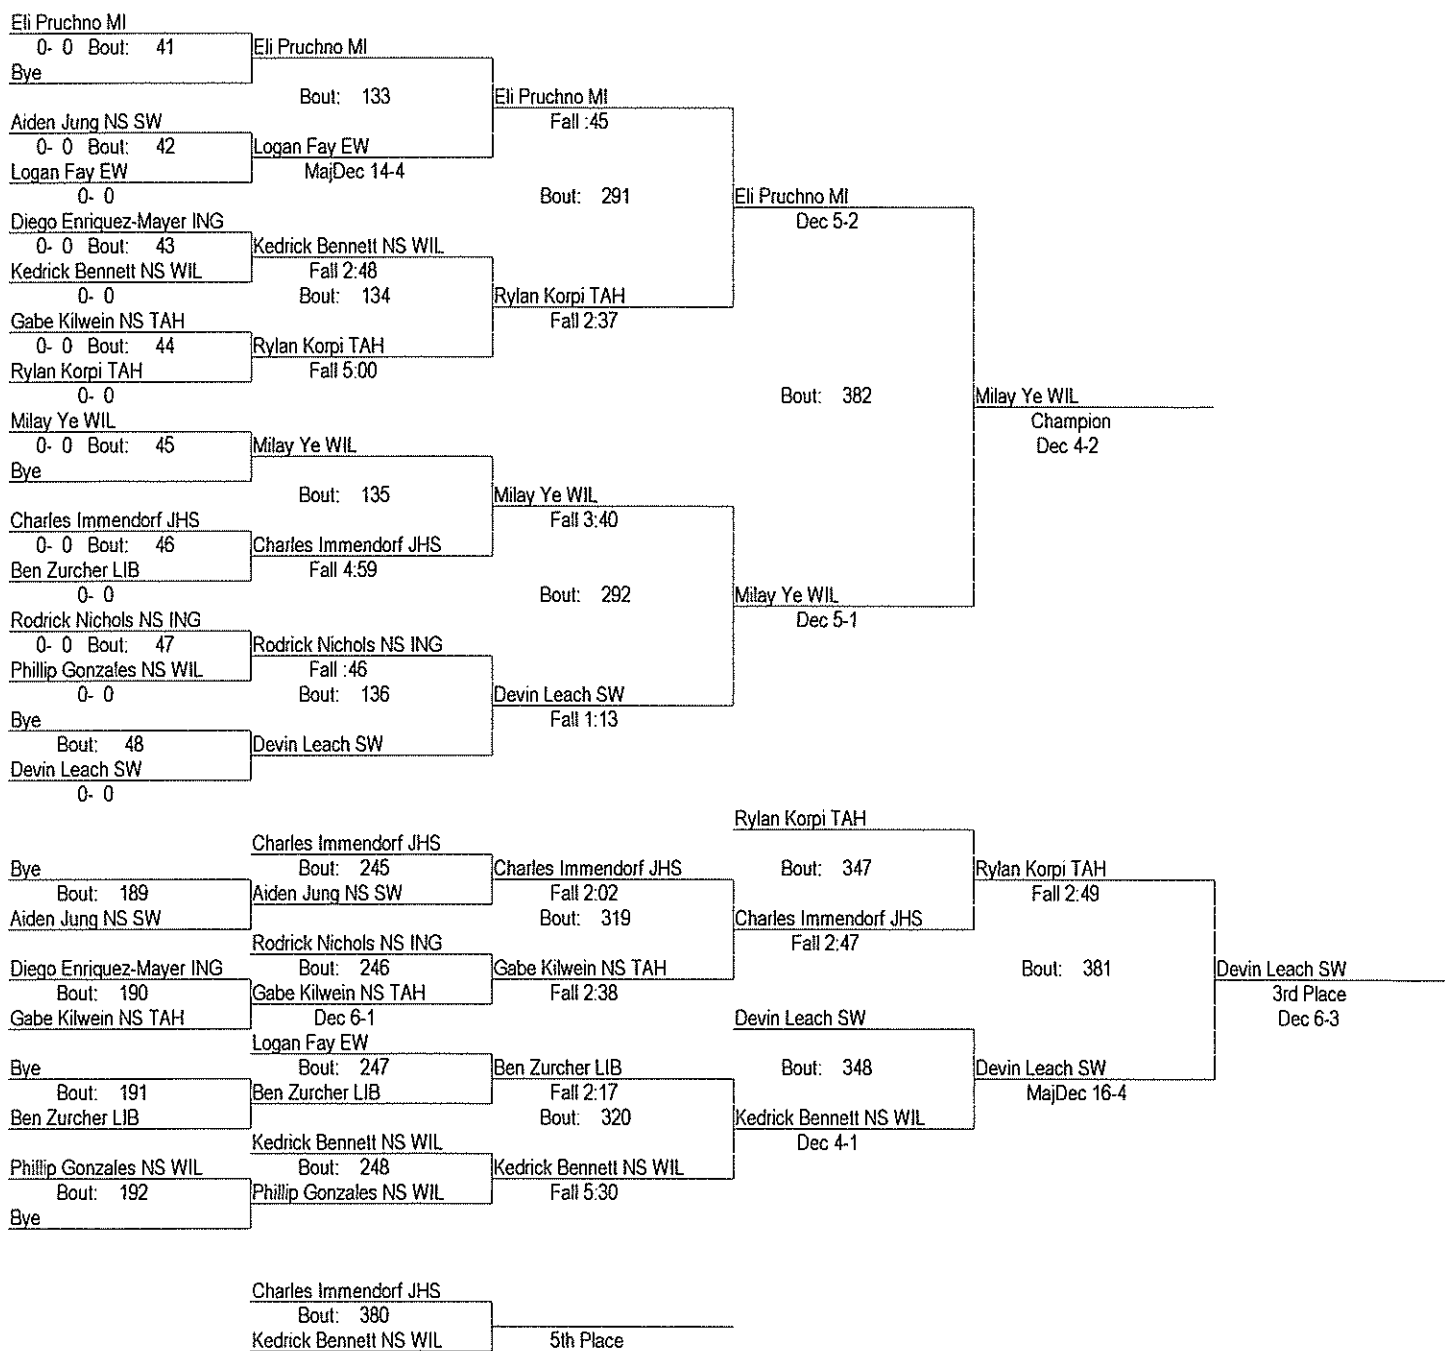 Eli Pruchno MI
0- 0 Bout: 41
Eli Pruchno MI
Bye
Bout: 133
Eli Pruchno MI
Aiden Jung NS SW
Fall :45
0- 0 Bout: 42
Logan Fay EW
Logan Fay EW
MajDec 14-4
0- 0
Bout: 291
Eli Pruchno MI
Diego Enriquez-Mayer ING
Dec 5-2
0- 0 Bout: 43
Kedrick Bennett NS WIL
Kedrick Bennett NS WIL
Fall 2:48
0- 0
Bout: 134
Rylan Korpi TAH
Gabe Kilwein NS TAH
Fall 2:37
0- 0 Bout: 44
Rylan Korpi TAH
Rylan Korpi TAH
Fall 5:00
0- 0
Bout: 382
Milay Ye WIL
Milay Ye WIL
Champion
0- 0 Bout: 45
Milay Ye WIL
Dec 4-2
Bye
Bout: 135
Milay Ye WIL
Charles Immendorf JHS
Fall 3:40
0- 0 Bout: 46
Charles Immendorf JHS
Ben Zurcher LIB
Fall 4:59
0- 0
Bout: 292
Milay Ye WIL
Rodrick Nichols NS ING
Dec 5-1
0- 0 Bout: 47
Rodrick Nichols NS ING
Phillip Gonzales NS WIL
Fall :46
0- 0
Bout: 136
Devin Leach SW
Bye
Fall 1:13
Bout: 48
Devin Leach SW
Devin Leach SW
0- 0
Rylan Korpi TAH
Charles Immendorf JHS
Bye
Bout: 245
Charles Immendorf JHS
Bout: 347
Rylan Korpi TAH
Bout: 189
Aiden Jung NS SW
Fall 2:02
Fall 2:49
Aiden Jung NS SW
Bout: 319
Charles Immendorf JHS
Rodrick Nichols NS ING
Fall 2:47
Diego Enriquez-Mayer ING
Bout: 246
Gabe Kilwein NS TAH
Bout: 381
Devin Leach SW
Bout: 190
Gabe Kilwein NS TAH
Fall 2:38
3rd Place
Gabe Kilwein NS TAH
Dec 6-1
Devin Leach SW
Dec 6-3
Logan Fay EW
Bye
Bout: 247
Ben Zurcher LIB
Bout: 348
Devin Leach SW
Bout: 191
Ben Zurcher LIB
Fall 2:17
MajDec 16-4
Ben Zurcher LIB
Bout: 320
Kedrick Bennett NS WIL
Kedrick Bennett NS WIL
Dec 4-1
Phillip Gonzales NS WIL
Bout: 248
Kedrick Bennett NS WIL
Bout: 192
Phillip Gonzales NS WIL
Fall 5:30
Bye
Charles Immendorf JHS
Bout: 380
Kedrick Bennett NS WIL
5th Place